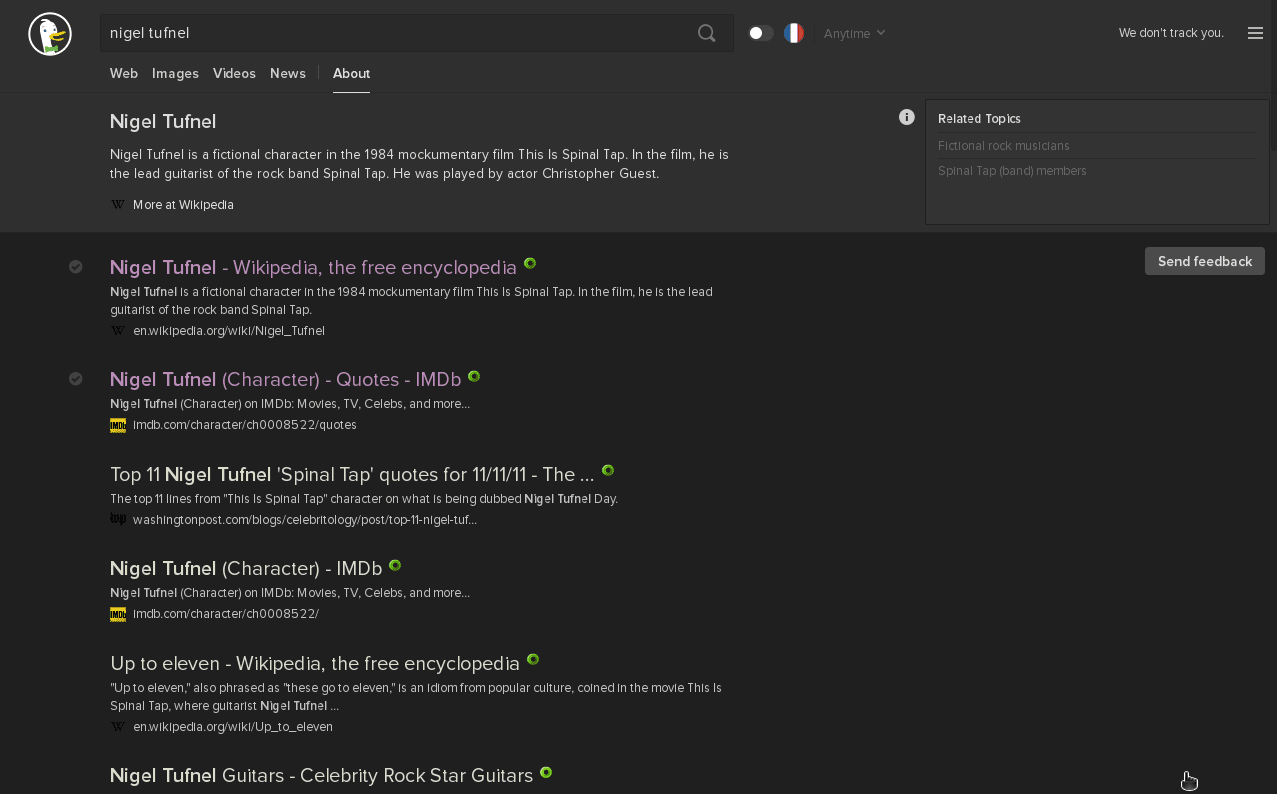 nigel tufnel
Anytime
We don't track you.
Web Images Videos News About
Nigel Tufnel
Nigel Tufnel is a fictional character in the 1984 mockumentary film This Is Spinal Tap. In the film, he is
the lead guitarist of the rock band Spinal Tap. He was played by actor Christopher Guest.
W More at Wikipedia
Related Topics
Fictional rock musicians
Spinal Tap (band) members
Send feedback
Nigel Tufnel - Wikipedia, the free encyclopedia
Nigel Tufnel is a fictional character in the 1984 mockumentary film This Is Spinal Tap. In the film, he is the lead
guitarist of the rock band Spinal Tap.
W en.wikipedia.org/wiki/Nigel_Tufnel
Nigel Tufnel (Character) - Quotes - IMDb
Nigel Tufnel (Character) on IMDb: Movies, TV, Celebs, and more...
IMDb imdb.com/character/ch0008522/quotes
Top 11 Nigel Tufnel 'Spinal Tap' quotes for 11/11/11 - The ...
The top 11 lines from "This Is Spinal Tap" character on what is being dubbed Nigel Tufnel Day.
wp washingtonpost.com/blogs/celebritology/post/top-11-nigel-tuf...
Nigel Tufnel (Character) - IMDb
Nigel Tufnel (Character) on IMDb: Movies, TV, Celebs, and more...
IMDb imdb.com/character/ch0008522/
Up to eleven - Wikipedia, the free encyclopedia
"Up to eleven," also phrased as "these go to eleven," is an idiom from popular culture, coined in the movie This Is
Spinal Tap, where guitarist Nigel Tufnel ...
W en.wikipedia.org/wiki/Up_to_eleven
Nigel Tufnel Guitars - Celebrity Rock Star Guitars